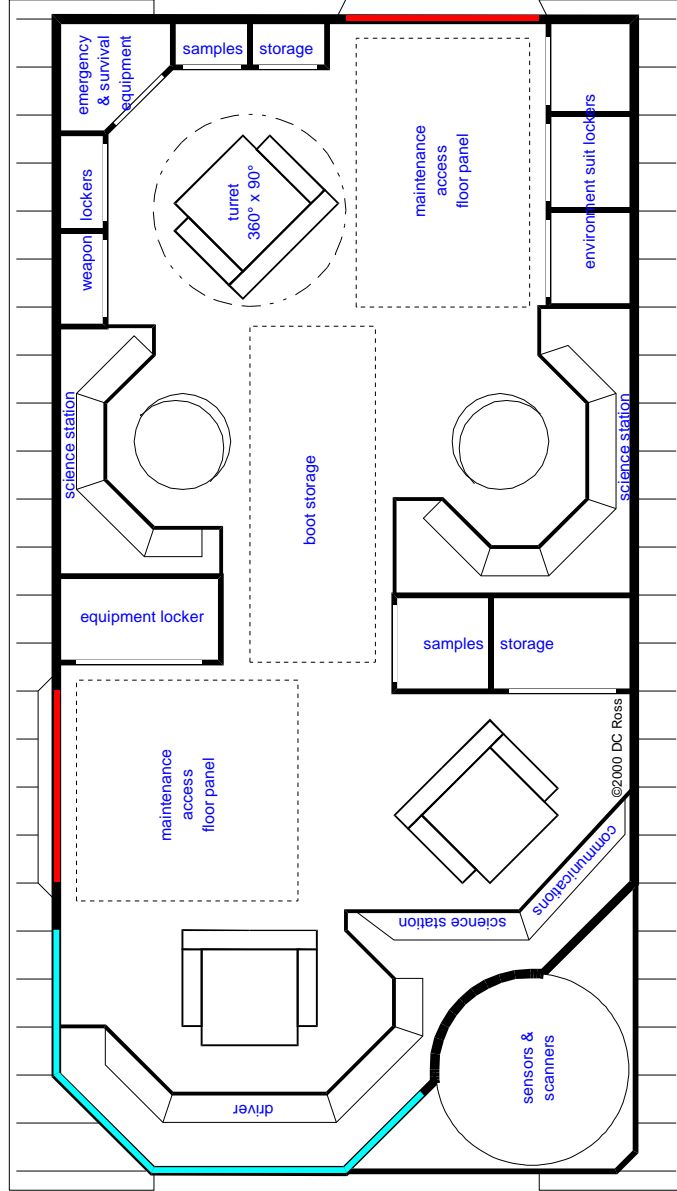 emergency
& survival
equipment
samples
storage
maintenance
access
floor panel
environment suit lockers
weapon lockers
turret
360° x 90°
science station
science station
boot storage
equipment locker
samples
storage
maintenance
access
floor panel
©2000 DC Ross
communications
science station
sensors &
scanners
driver